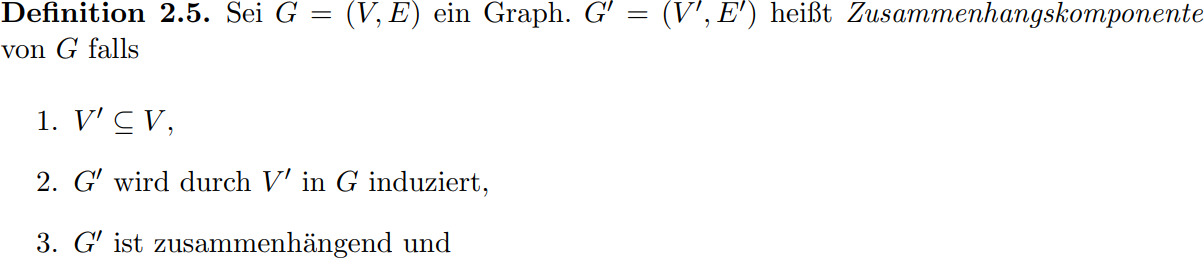 Definition 2.5. Sei G = (V, E) ein Graph. G′ = (V′, E′) heißt Zusammenhangskomponente
von G falls
1. V′ ⊆ V,
2. G′ wird durch V′ in G induziert,
3. G′ ist zusammenhängend und